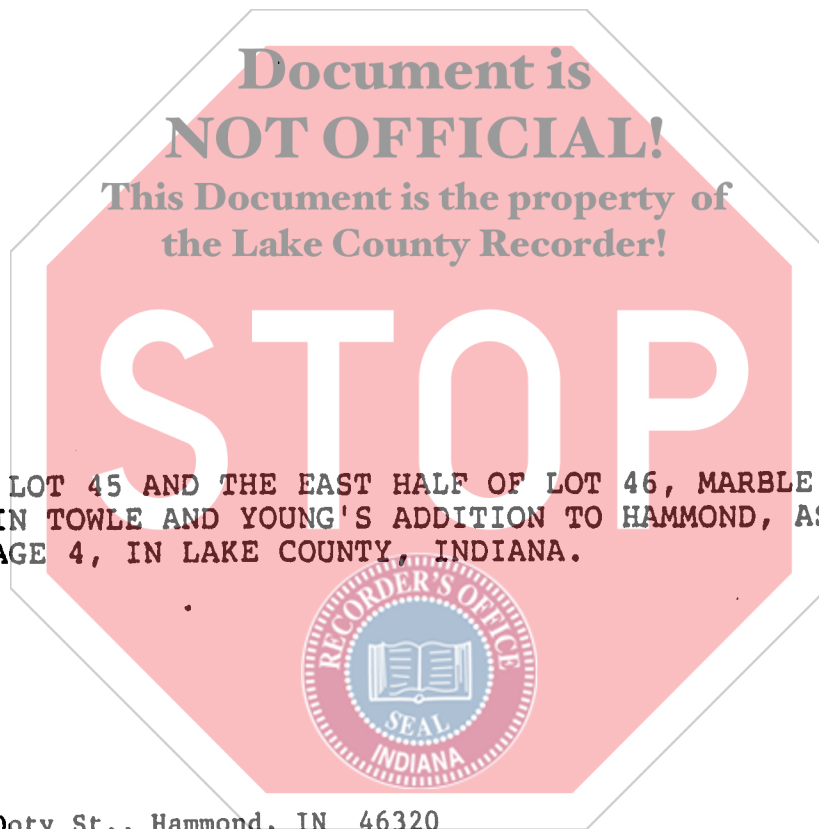 Document is
NOT OFFICIAL!
This Document is the property of
the Lake County Recorder!
STOP
LOT 45 AND THE EAST HALF OF LOT 46, MARBLE
IN TOWLE AND YOUNG'S ADDITION TO HAMMOND, AS
AGE 4, IN LAKE COUNTY, INDIANA.
RECORDER'S OFFICE
SEAL
INDIANA
Doty St., Hammond, IN 46320